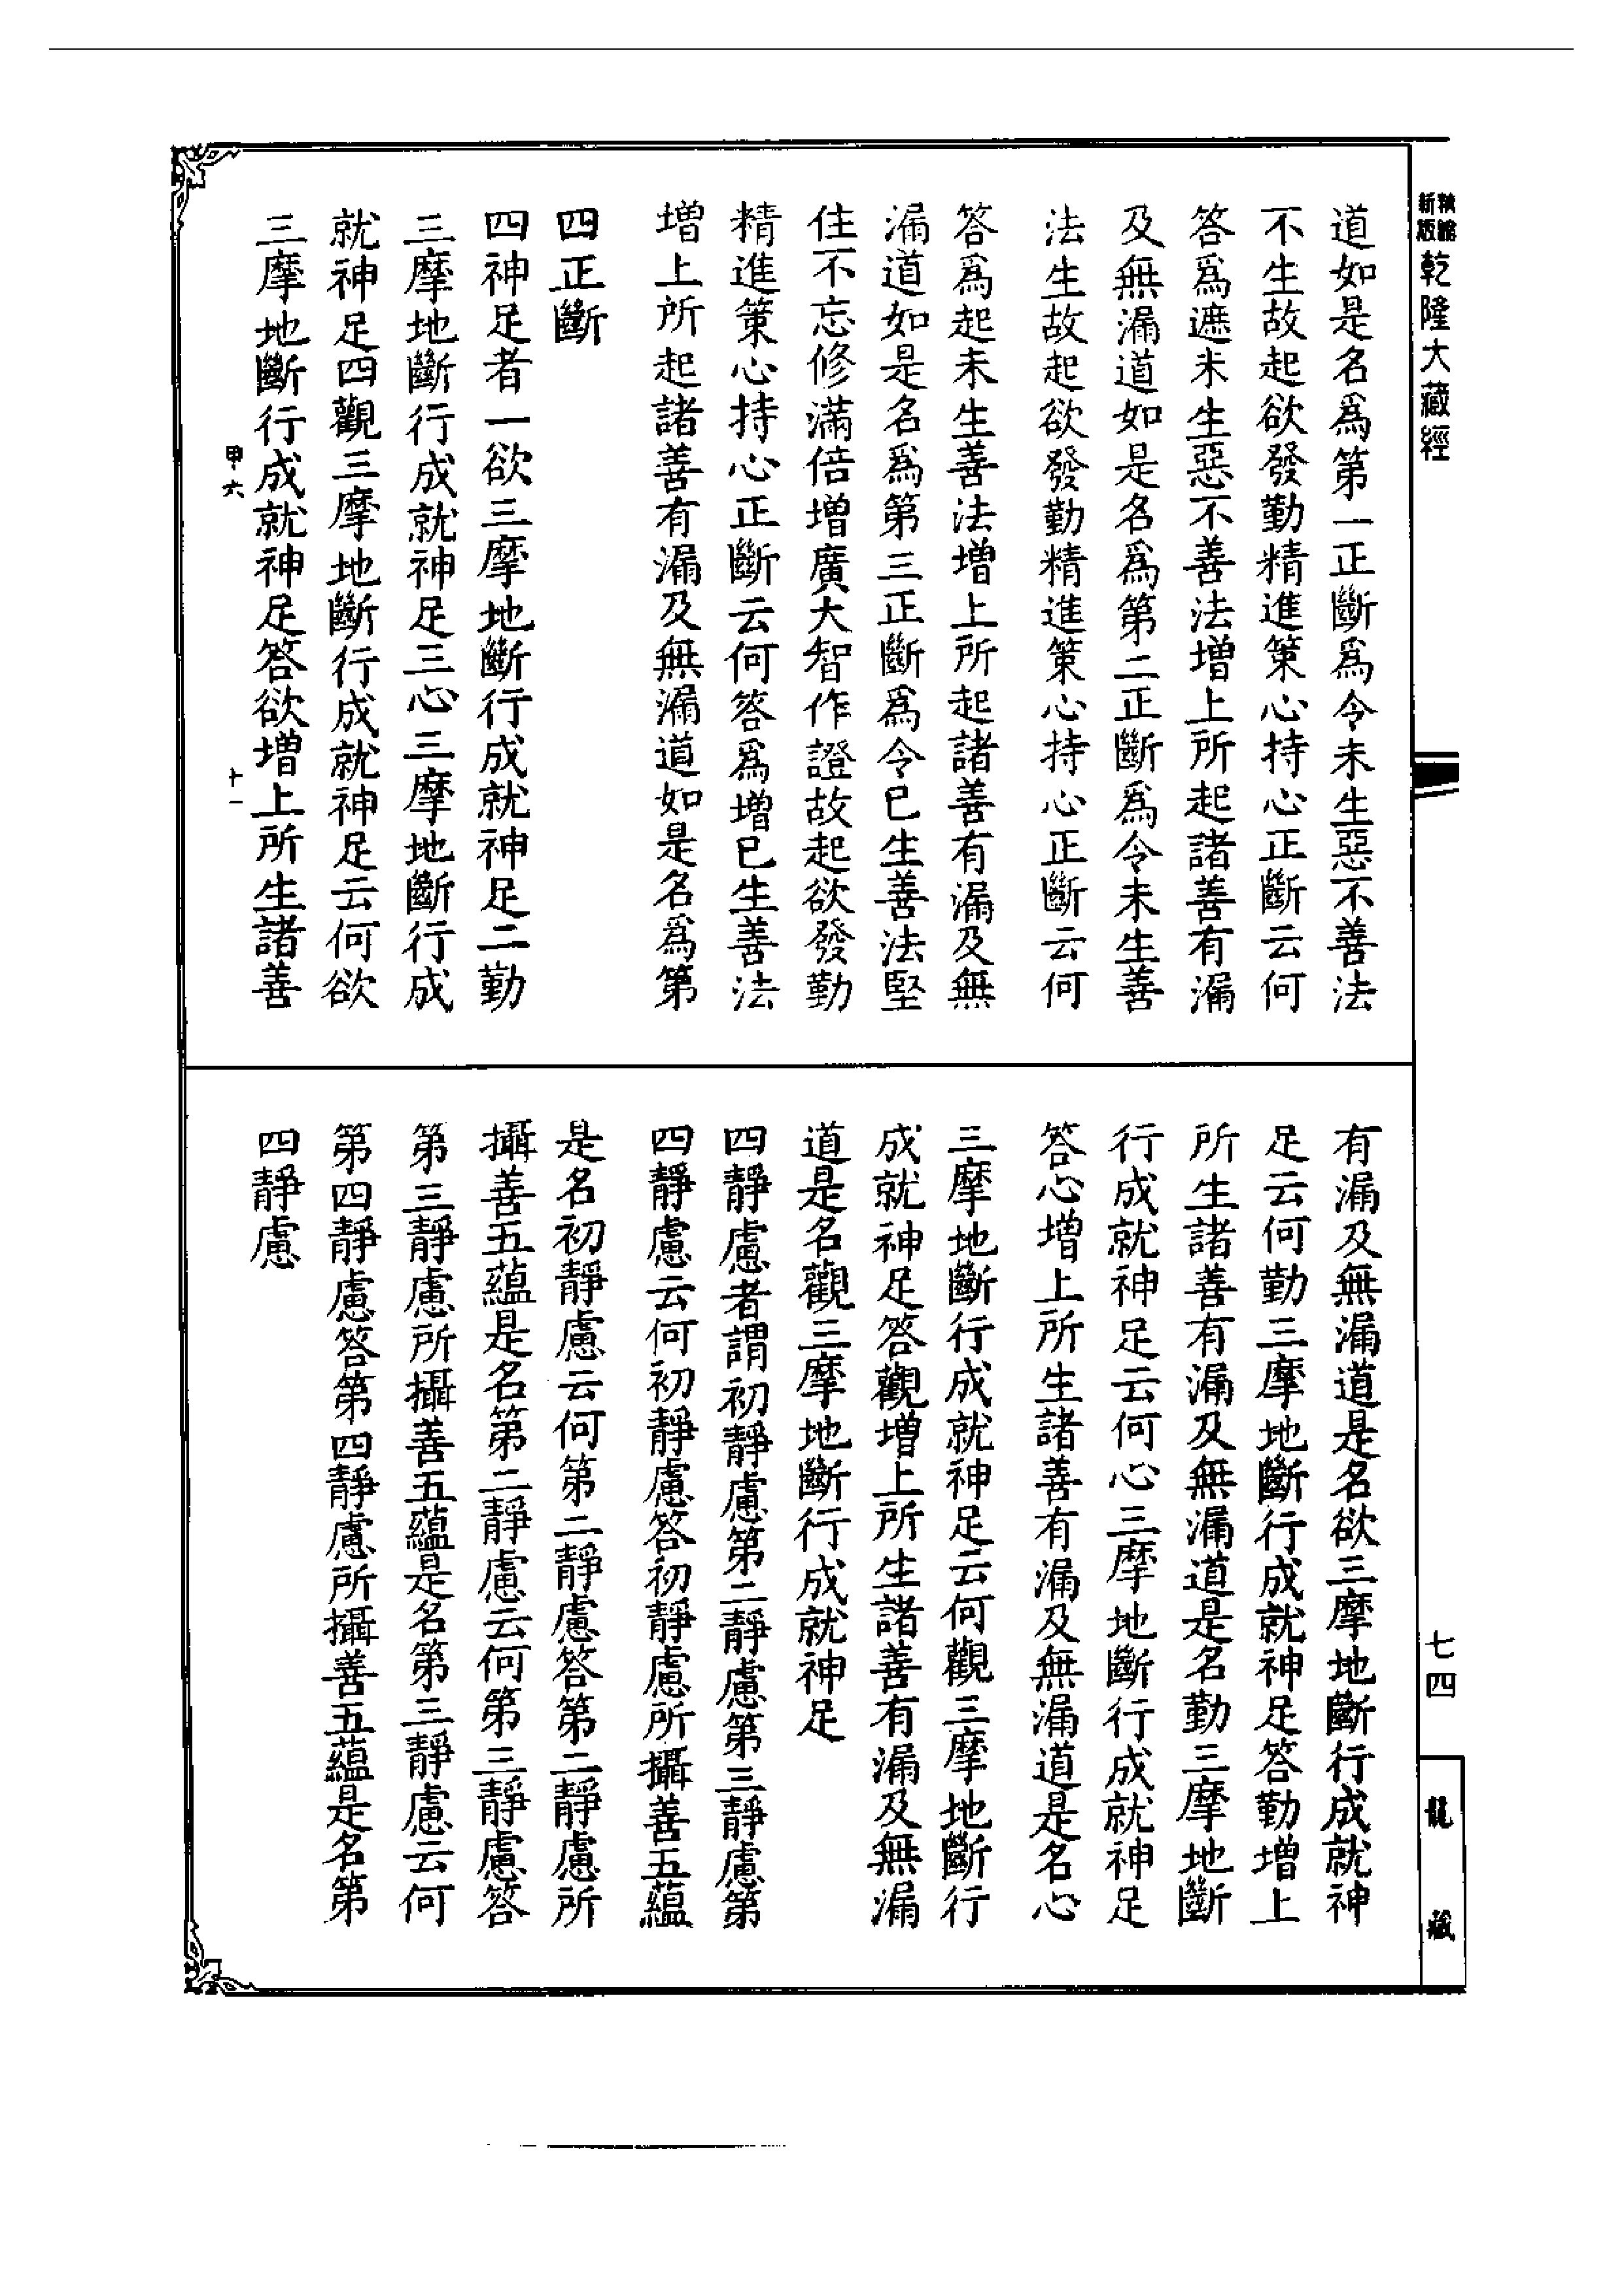 精縮新版乾隆大藏經
七四
龍藏
道如是名爲第一正斷爲令未生惡不善法
不生故起欲發勤精進策心持心正斷云何
答爲遮未生惡不善法增上所起諸善有漏
及無漏道如是名爲第二正斷爲令未生善
法生故起欲發勤精進策心持心正斷云何
答爲起未生善法增上所起諸善有漏及無
漏道如是名爲第三正斷爲令已生善法堅
住不忘修滿倍增廣大智作證故起欲發勤
精進策心持心正斷云何答爲增已生善法
增上所起諸善有漏及無漏道如是名爲第
四正斷
四神足者一欲三摩地斷行成就神足二勤
三摩地斷行成就神足三心三摩地斷行成
就神足四觀三摩地斷行成就神足云何欲
三摩地斷行成就神足答欲增上所生諸善
甲六 十一
有漏及無漏道是名欲三摩地斷行成就神
足云何勤三摩地斷行成就神足答勤增上
所生諸善有漏及無漏道是名勤三摩地斷
行成就神足云何心三摩地斷行成就神足
答心增上所生諸善有漏及無漏道是名心
三摩地斷行成就神足云何觀三摩地斷行
成就神足答觀增上所生諸善有漏及無漏
道是名觀三摩地斷行成就神足
四靜慮者謂初靜慮第二靜慮第三靜慮第
四靜慮云何初靜慮答初靜慮所攝善五蘊
是名初靜慮云何第二靜慮答第二靜慮所
攝善五蘊是名第二靜慮云何第三靜慮答
第三靜慮所攝善五蘊是名第三靜慮云何
第四靜慮答第四靜慮所攝善五蘊是名第
四靜慮